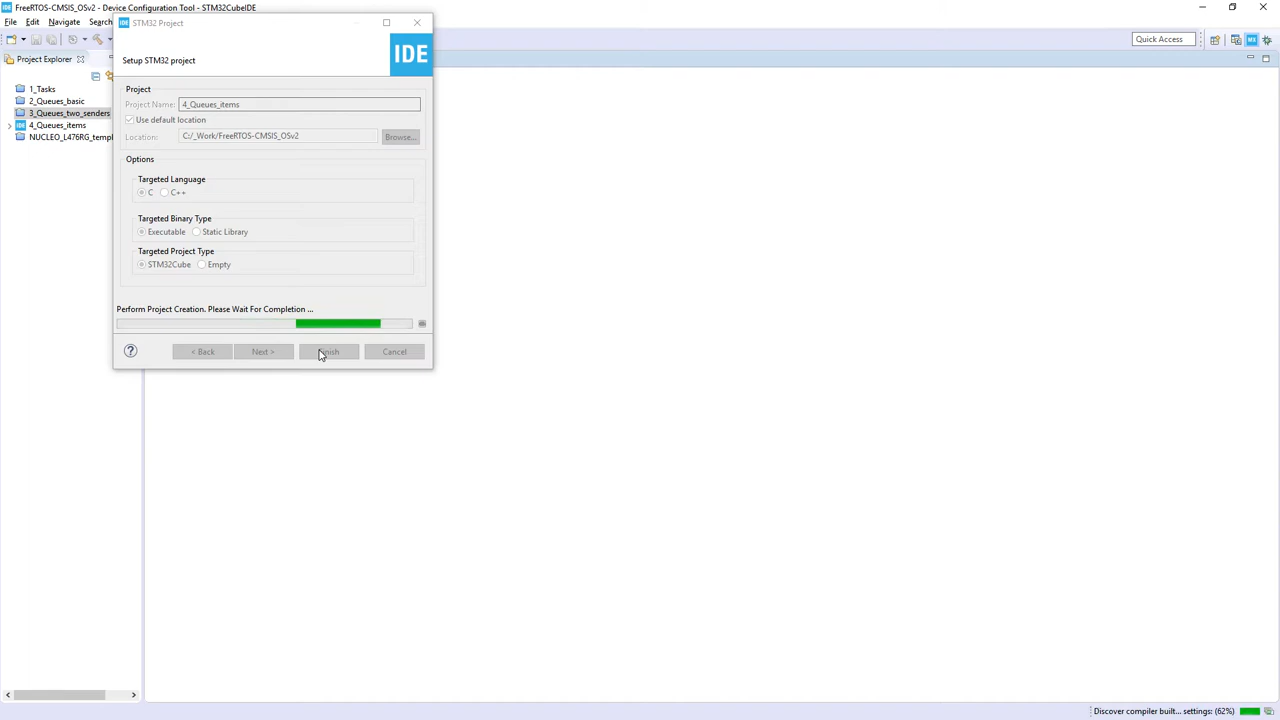 FreeRTOS-CMSIS_OSv2 - Device Configuration Tool - STM32CubeIDE
File Edit Navigate Search
Quick Access
Project Explorer
1_Tasks
2_Queues_basic
3_Queues_two_senders
4_Queues_items
NUCLEO_L476RG_templ
STM32 Project
Setup STM32 project
IDE
Project
Project Name: 4_Queues_items
Use default location
Location: C:/_Work/FreeRTOS-CMSIS_OSv2 Browse...
Options
Targeted Language
C C++
Targeted Binary Type
Executable Static Library
Targeted Project Type
STM32Cube Empty
Perform Project Creation. Please Wait For Completion ...
< Back Next > Finish Cancel
Discover compiler built... settings: (62%)